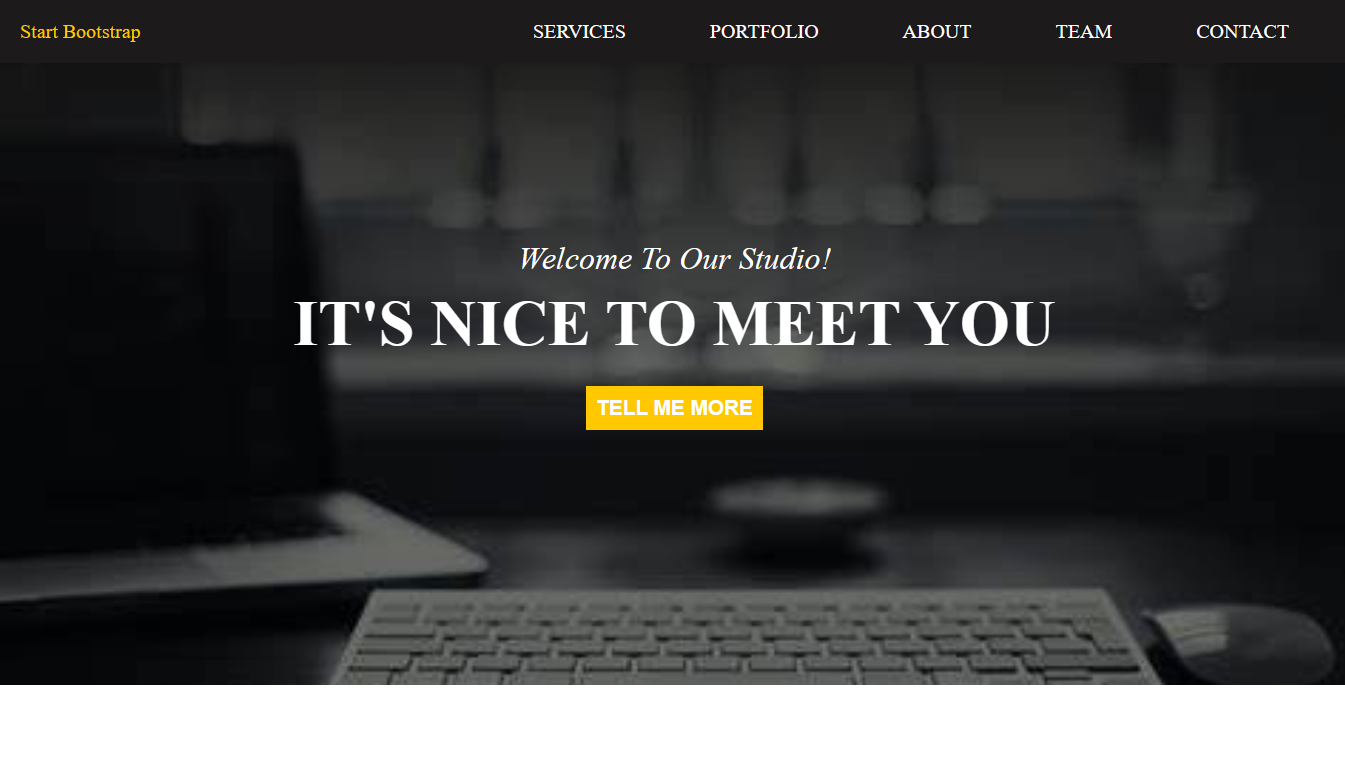 Start Bootstrap SERVICES PORTFOLIO ABOUT TEAM CONTACT
Welcome To Our Studio!
IT'S NICE TO MEET YOU
TELL ME MORE